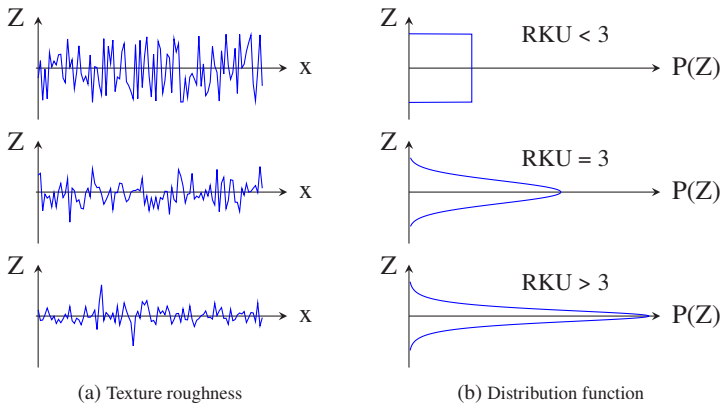 Z
x
Z
RKU < 3
P(Z)
Z
x
Z
RKU = 3
P(Z)
Z
x
Z
RKU > 3
P(Z)
(a) Texture roughness
(b) Distribution function